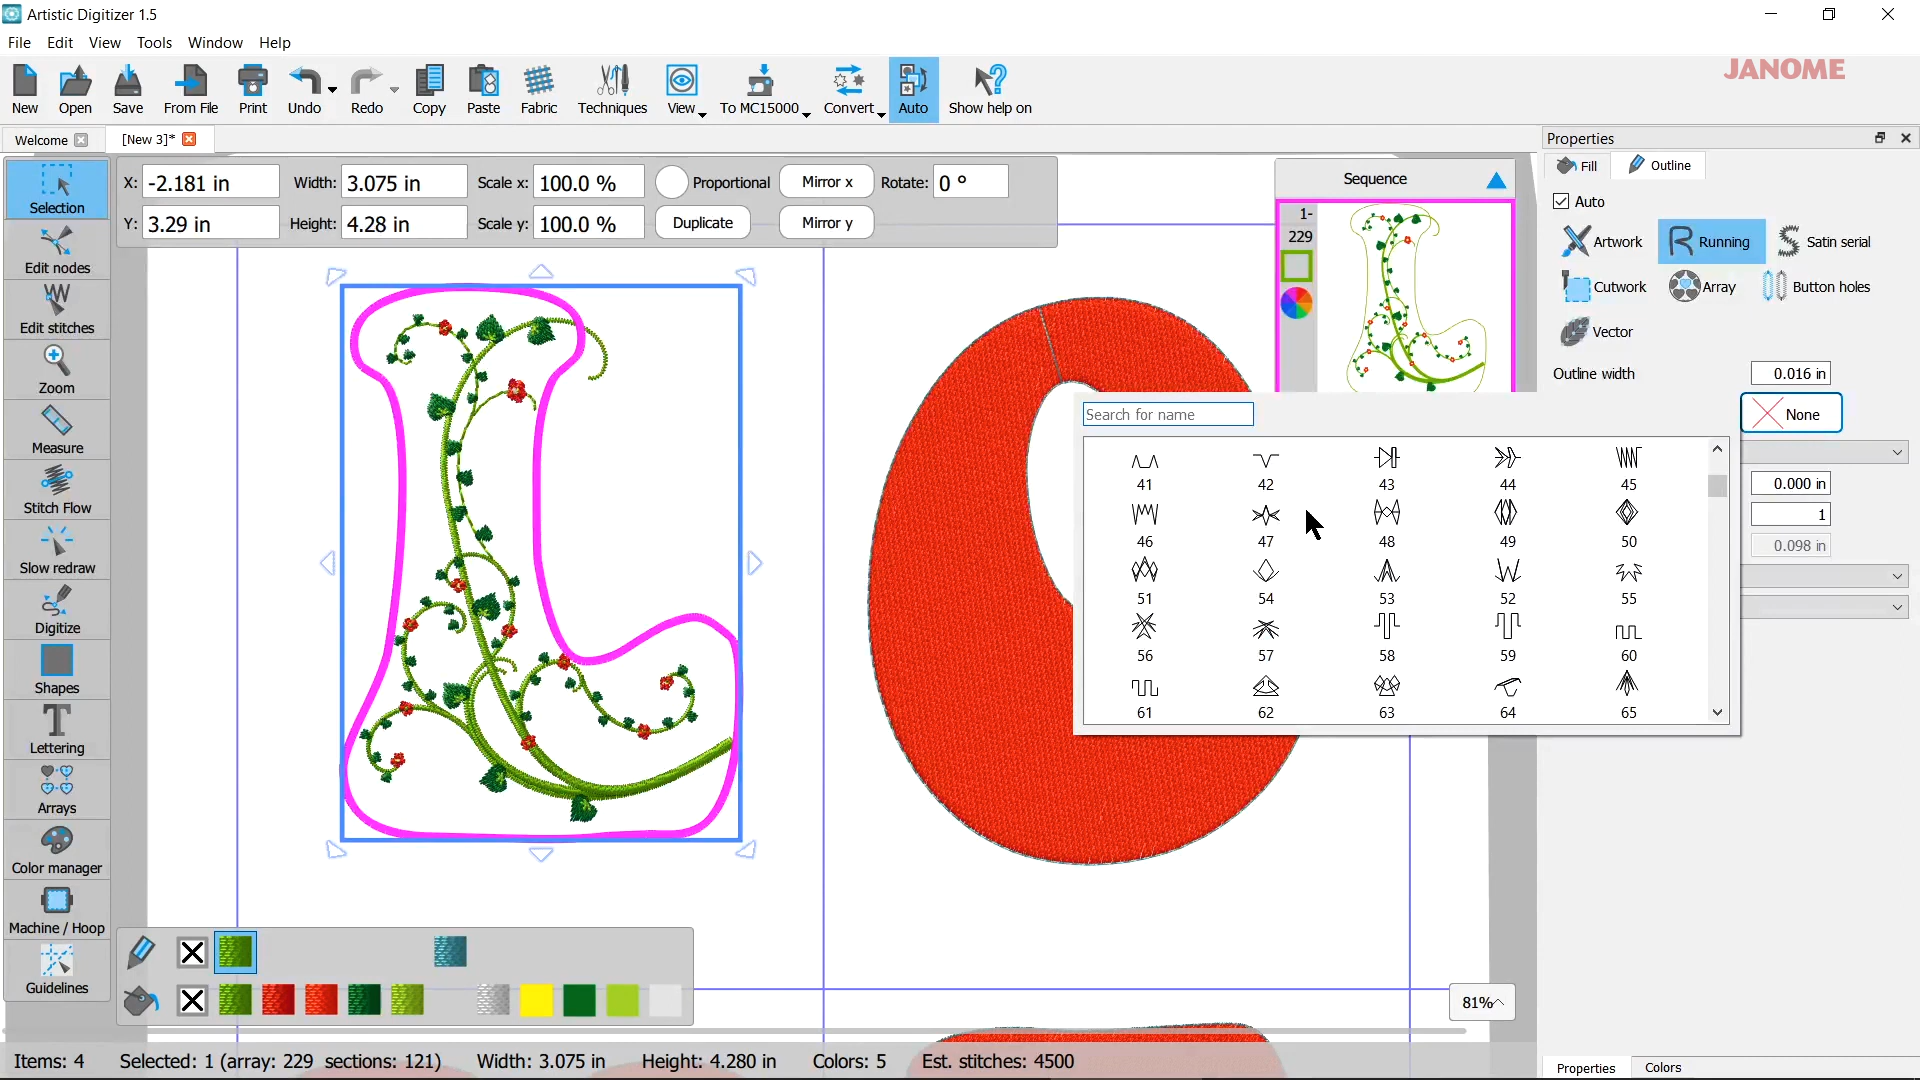 Artistic Digitizer 1.5
File Edit View Tools Window Help
JANOME
New Open Save From File Print Undo Redo Copy Paste Fabric Techniques View To MC15000 Convert Auto Show help on
Welcome [New 3]*
Properties
Selection
Edit nodes
Edit stitches
Zoom
Measure
Stitch Flow
Slow redraw
Digitize
Shapes
Lettering
Arrays
Color manager
Machine / Hoop
Guidelines
X: -2.181 in Width: 3.075 in Scale x: 100.0 % Proportional Mirror x Rotate: 0 °
Y: 3.29 in Height: 4.28 in Scale y: 100.0 % Duplicate Mirror y
Sequence
1-
229
Fill Outline
Auto
Artwork Running Satin serial
Cutwork Array Button holes
Vector
Outline width 0.016 in
None
0.000 in
1
0.098 in
Search for name
41 42 43 44 45
46 47 48 49 50
51 54 53 52 55
56 57 58 59 60
61 62 63 64 65
81%
Items: 4 Selected: 1 (array: 229 sections: 121) Width: 3.075 in Height: 4.280 in Colors: 5 Est. stitches: 4500
Properties Colors